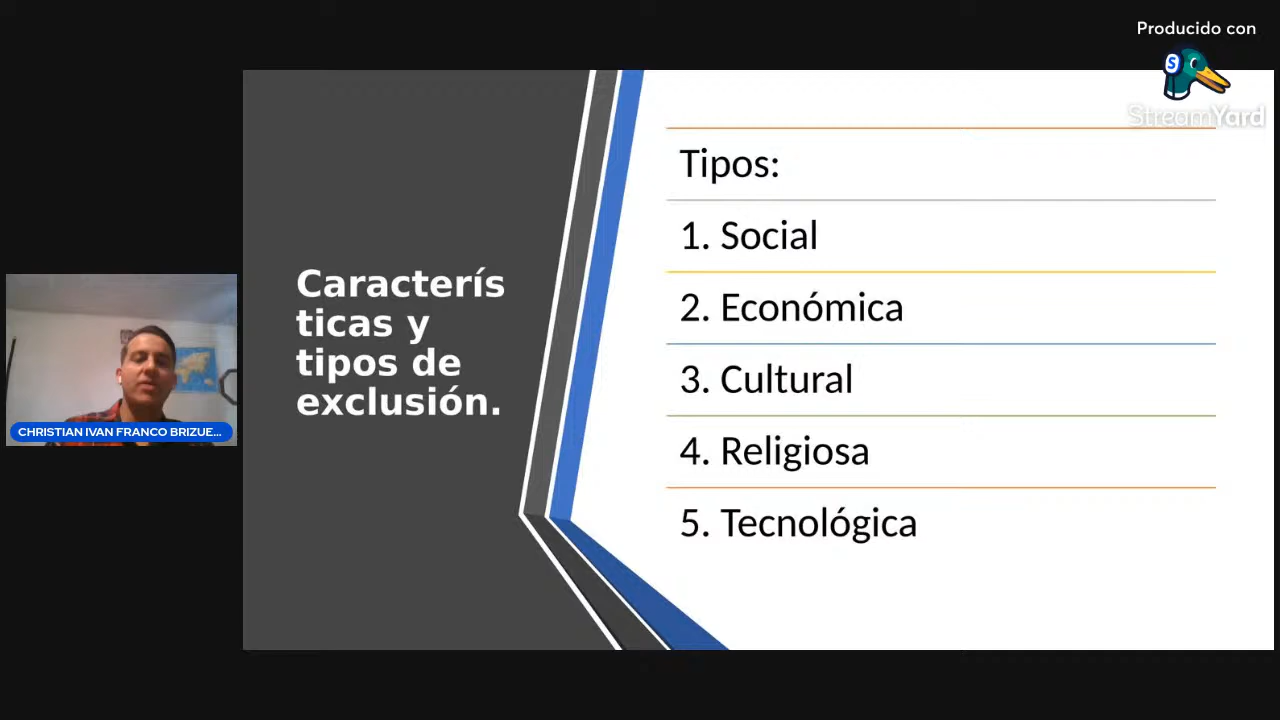 Producido con
StreamYard
Tipos:
1. Social
2. Económica
3. Cultural
4. Religiosa
5. Tecnológica
Caracterís
ticas y
tipos de
exclusión.
CHRISTIAN IVAN FRANCO BRIZUE...